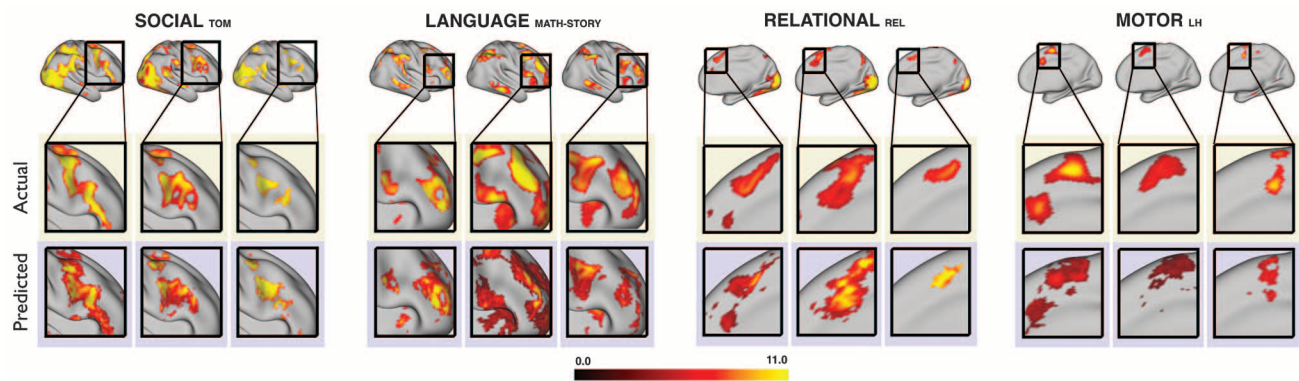 SOCIAL TOM
LANGUAGE MATH-STORY
RELATIONAL REL
MOTOR LH
Actual
Predicted
0.0
11.0